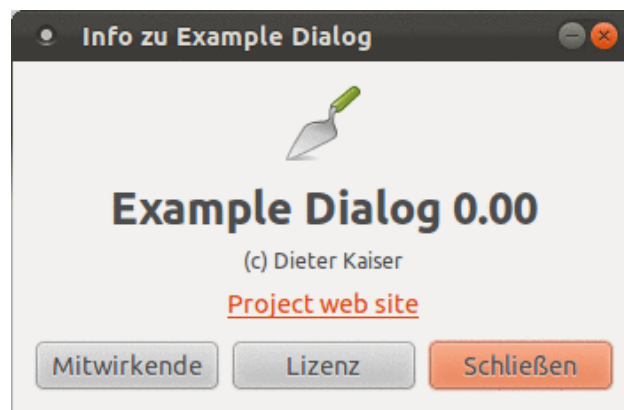 Info zu Example Dialog
Example Dialog 0.00
(c) Dieter Kaiser
Project web site
Mitwirkende Lizenz Schließen